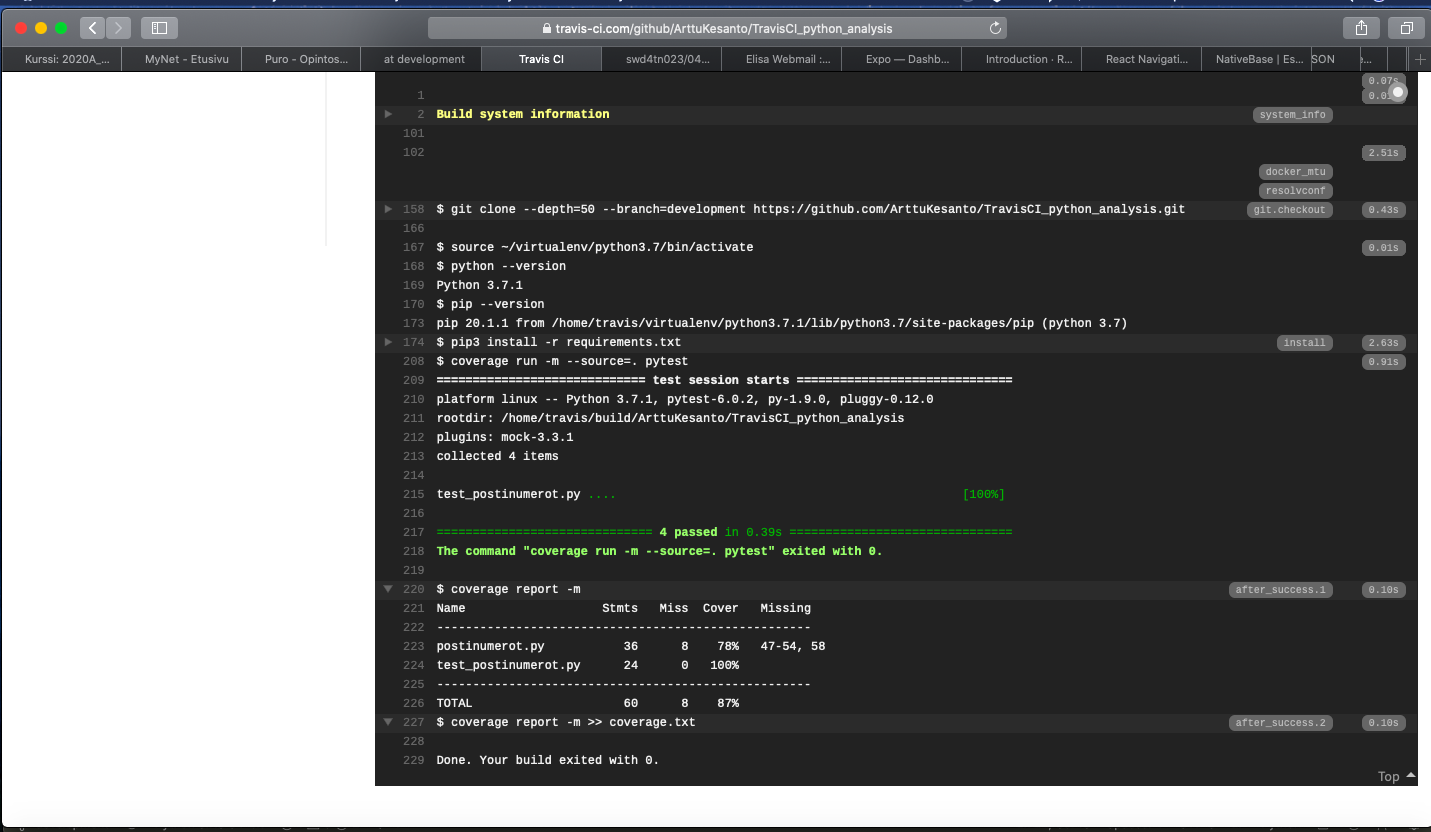 travis-ci.com/github/ArttuKesanto/TravisCI_python_analysis
Kurssi: 2020A_... MyNet - Etusivu Puro - Opintos... at development Travis CI swd4tn023/04... Elisa Webmail :... Expo — Dashb... Introduction · R... React Navigati... NativeBase | Es... SON
0.07s
1
2 Build system information system_info
101
102 2.51s
docker_mtu
resolvconf
158 $ git clone --depth=50 --branch=development https://github.com/ArttuKesanto/TravisCI_python_analysis.git git.checkout 0.43s
166
167 $ source ~/virtualenv/python3.7/bin/activate 0.01s
168 $ python --version
169 Python 3.7.1
170 $ pip --version
173 pip 20.1.1 from /home/travis/virtualenv/python3.7.1/lib/python3.7/site-packages/pip (python 3.7)
174 $ pip3 install -r requirements.txt install 2.63s
208 $ coverage run -m --source=. pytest 0.91s
209 ============================= test session starts ==============================
210 platform linux -- Python 3.7.1, pytest-6.0.2, py-1.9.0, pluggy-0.12.0
211 rootdir: /home/travis/build/ArttuKesanto/TravisCI_python_analysis
212 plugins: mock-3.3.1
213 collected 4 items
214
215 test_postinumerot.py .... [100%]
216
217 ============================== 4 passed in 0.39s ===============================
218 The command "coverage run -m --source=. pytest" exited with 0.
219
220 $ coverage report -m after_success.1 0.10s
221 Name Stmts Miss Cover Missing
222 ----------------------------------------------------
223 postinumerot.py 36 8 78% 47-54, 58
224 test_postinumerot.py 24 0 100%
225 ----------------------------------------------------
226 TOTAL 60 8 87%
227 $ coverage report -m >> coverage.txt after_success.2 0.10s
228
229 Done. Your build exited with 0.
Top